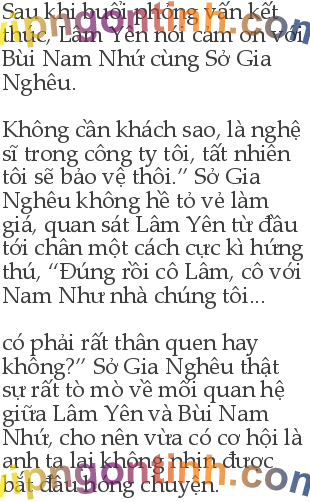 Sau khi buổi phỏng vấn kết
thúc, Lâm Yên nói cảm ơn với
Bùi Nam Nhứ cùng Sở Gia
Nghêu.
Không cần khách sao, là nghệ
sĩ trong công ty tôi, tất nhiên
tôi sẽ bảo vệ thôi.” Sở Gia
Nghêu không hề tỏ vẻ làm
giá, quan sát Lâm Yên từ đầu
tới chân một cách cực kì hứng
thú, “Đúng rồi cô Lâm, cô với
Nam Như nhà chúng tôi...
có phải rất thân quen hay
không?” Sở Gia Nghêu thật
sự rất tò mò về mối quan hệ
giữa Lâm Yên và Bùi Nam
Nhứ, cho nên vừa có cơ hội là
anh ta lại không nhịn được
bắt đầu hóng chuyện.